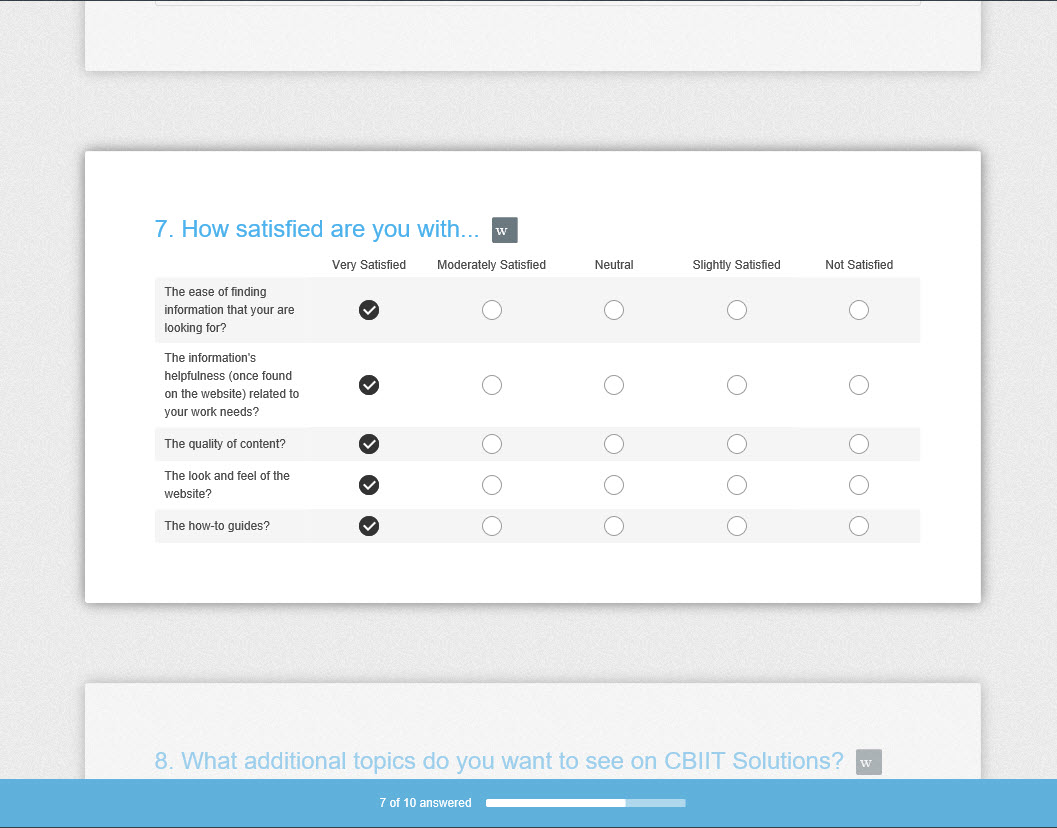 7. How satisfied are you with... w
Very Satisfied Moderately Satisfied Neutral Slightly Satisfied Not Satisfied
The ease of finding
information that your are
looking for?
The information's
helpfulness (once found
on the website) related to
your work needs?
The quality of content?
The look and feel of the
website?
The how-to guides?
8. What additional topics do you want to see on CBIIT Solutions? w
7 of 10 answered